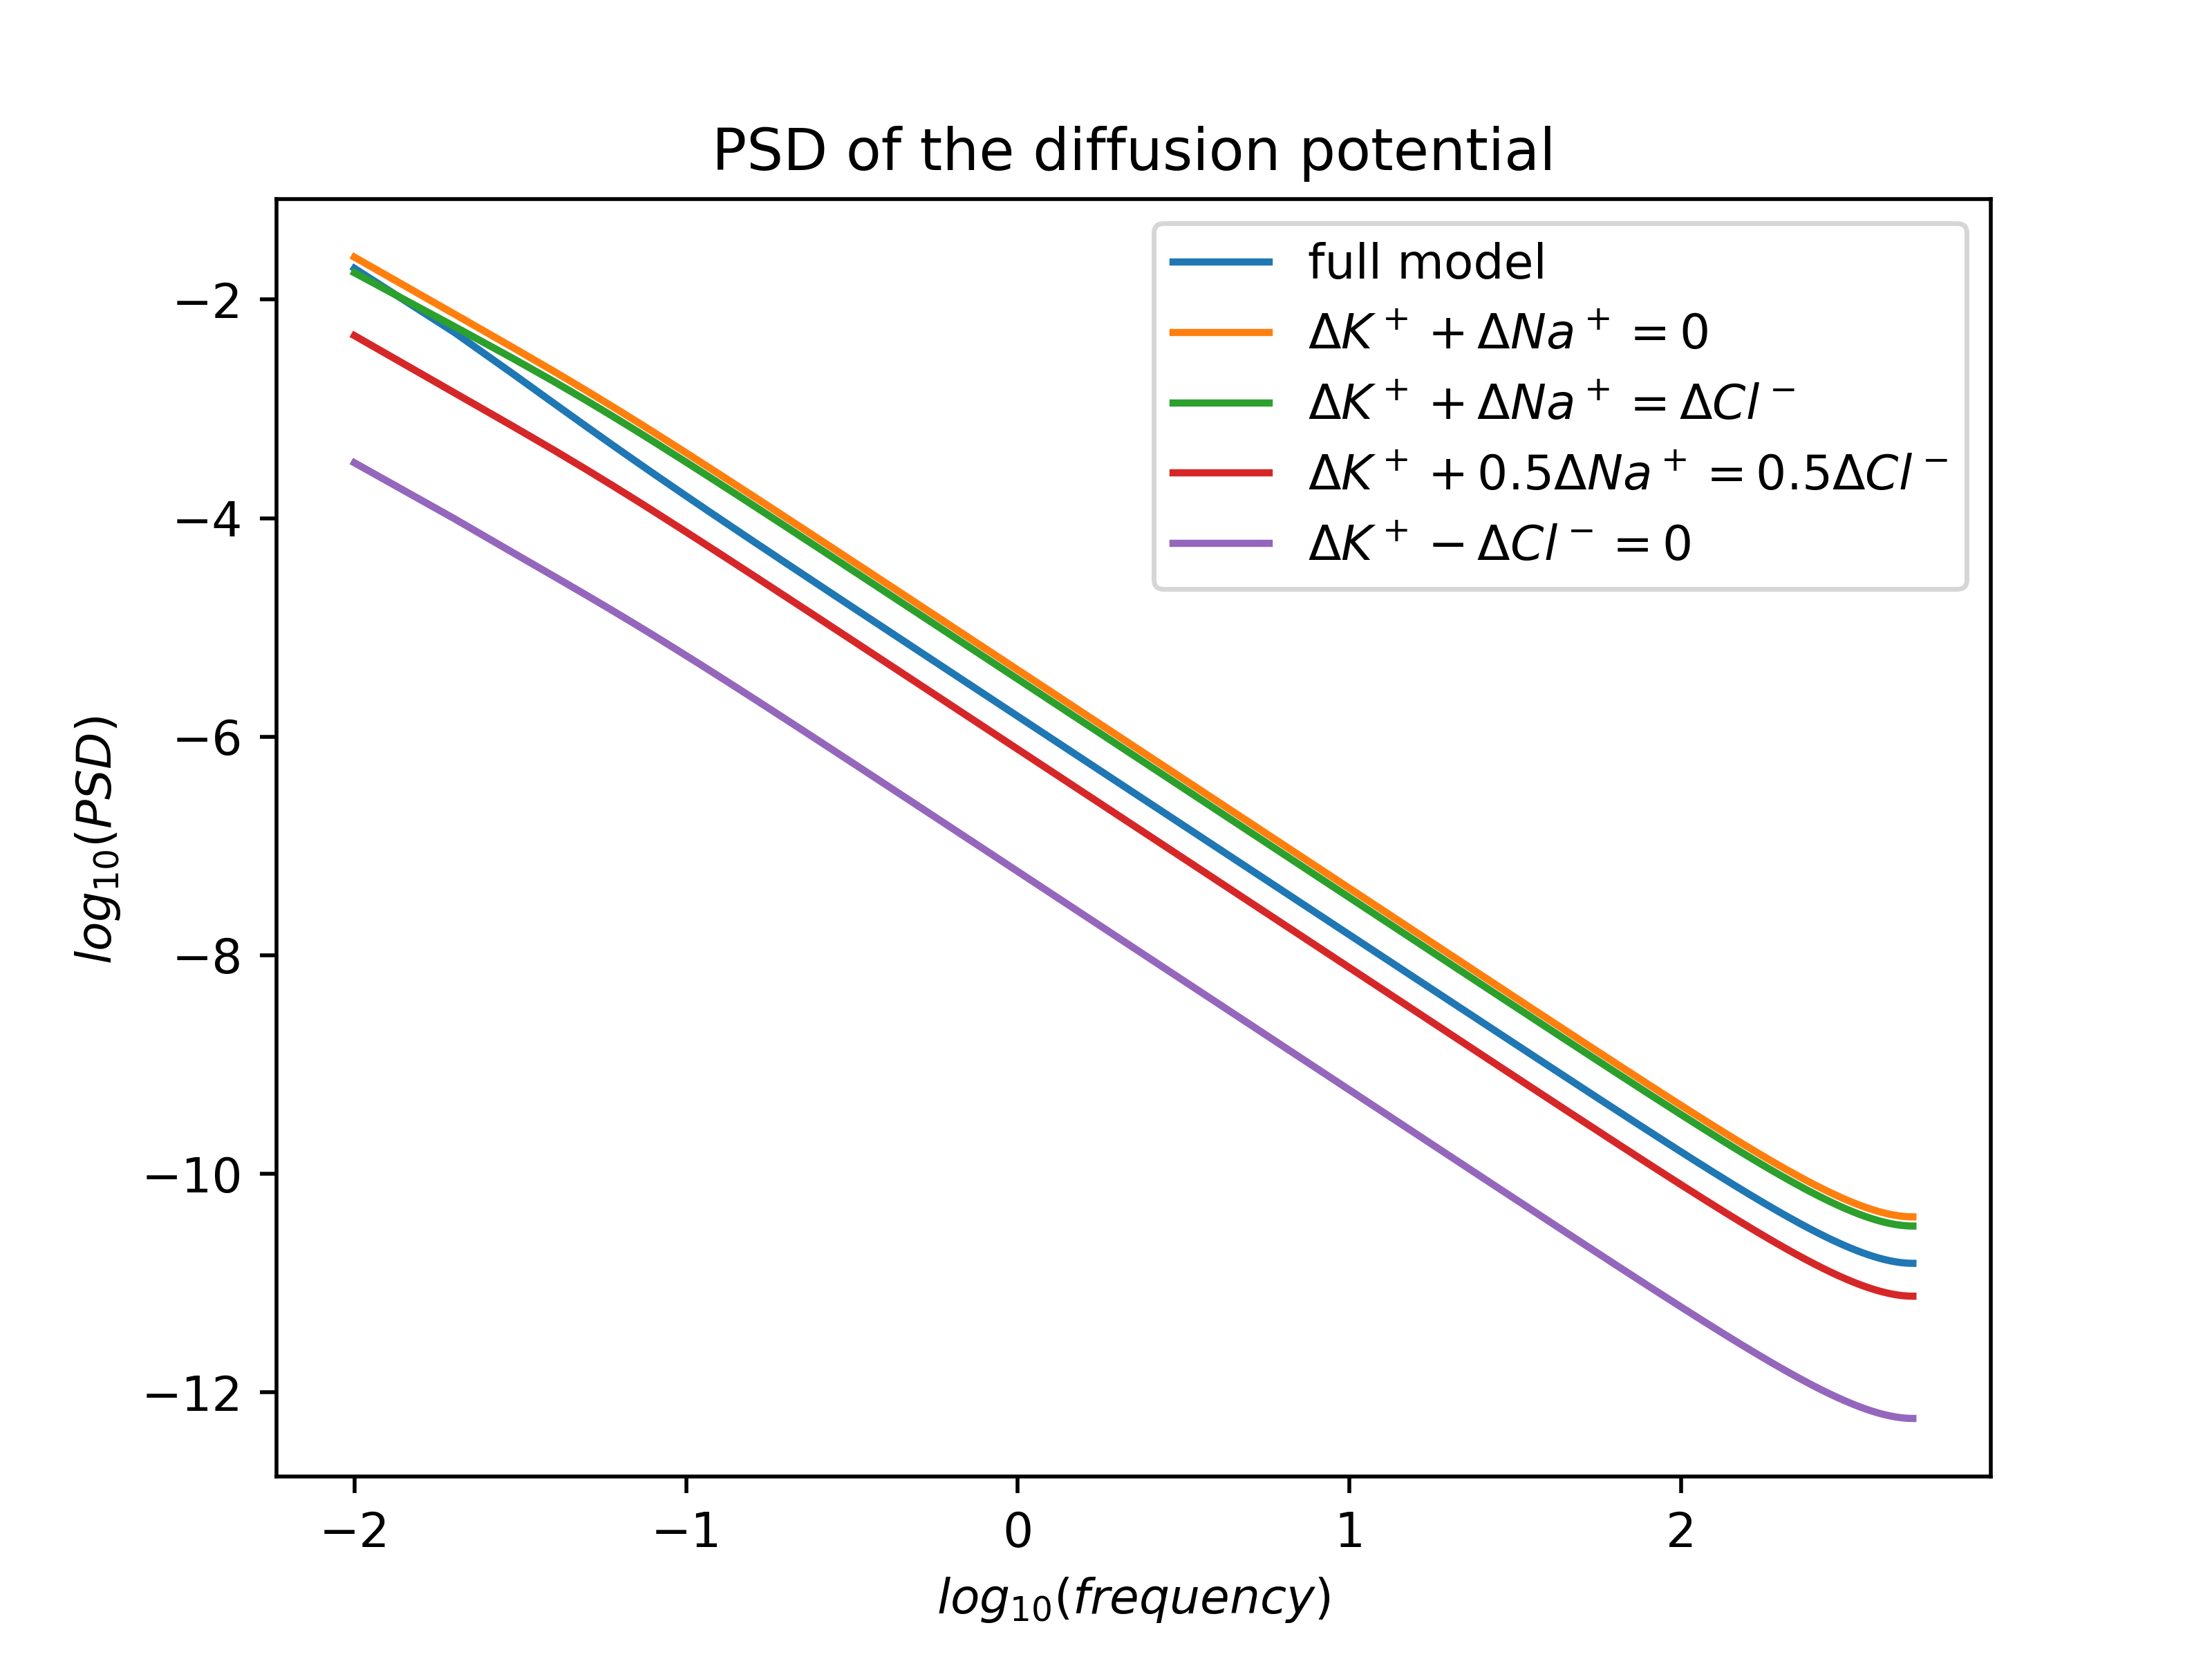 PSD of the diffusion potential
full model
ΔK⁺ + ΔNa⁺ = 0
ΔK⁺ + ΔNa⁺ = ΔCl⁻
ΔK⁺ + 0.5ΔNa⁺ = 0.5ΔCl⁻
ΔK⁺ − ΔCl⁻ = 0
log₁₀(PSD)
−2
−4
−6
−8
−10
−12
−2 −1 0 1 2
log₁₀(frequency)